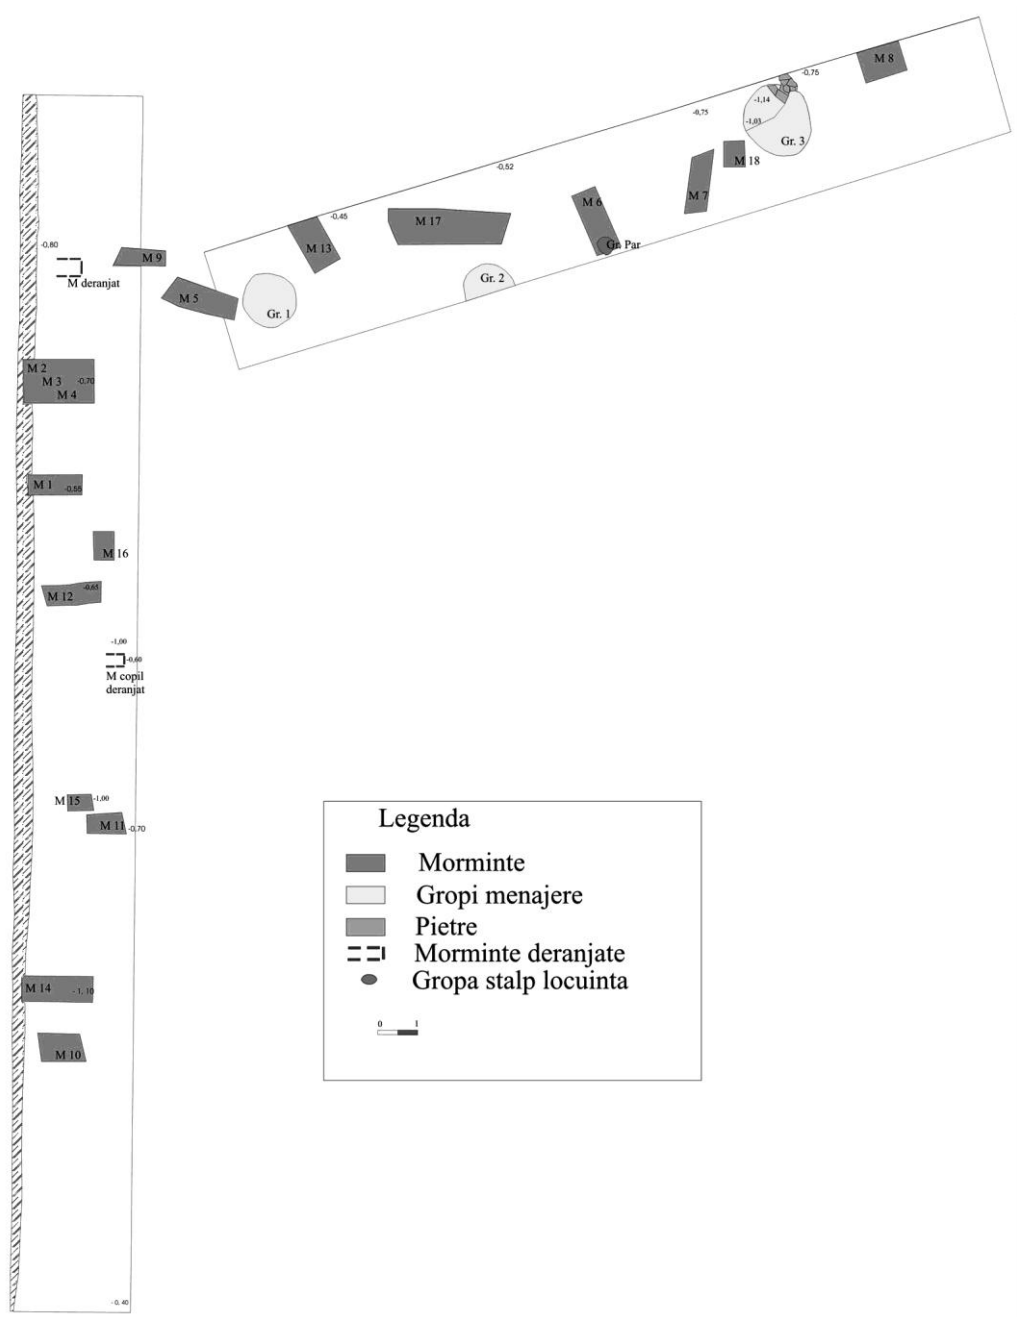 M 8
-0,75
-1,14
-0,75
-1,03
Gr. 3
M 18
-0,52
M 7
M 6
-0,45
M 17
M 13
Gr. Par
-0,80
M 9
M deranjat
M 5
Gr. 2
Gr. 1
M 2
M 3 -0,70
M 4
M 1 -0,55
M 16
-0,65
M 12
-1,00
-0,60
M copil
deranjat
M 15 -1,00
M 11 -0,70
M 14 -1,10
M 10
-0,40
Legenda
Morminte
Gropi menajere
Pietre
Morminte deranjate
Gropa stalp locuinta
0 1